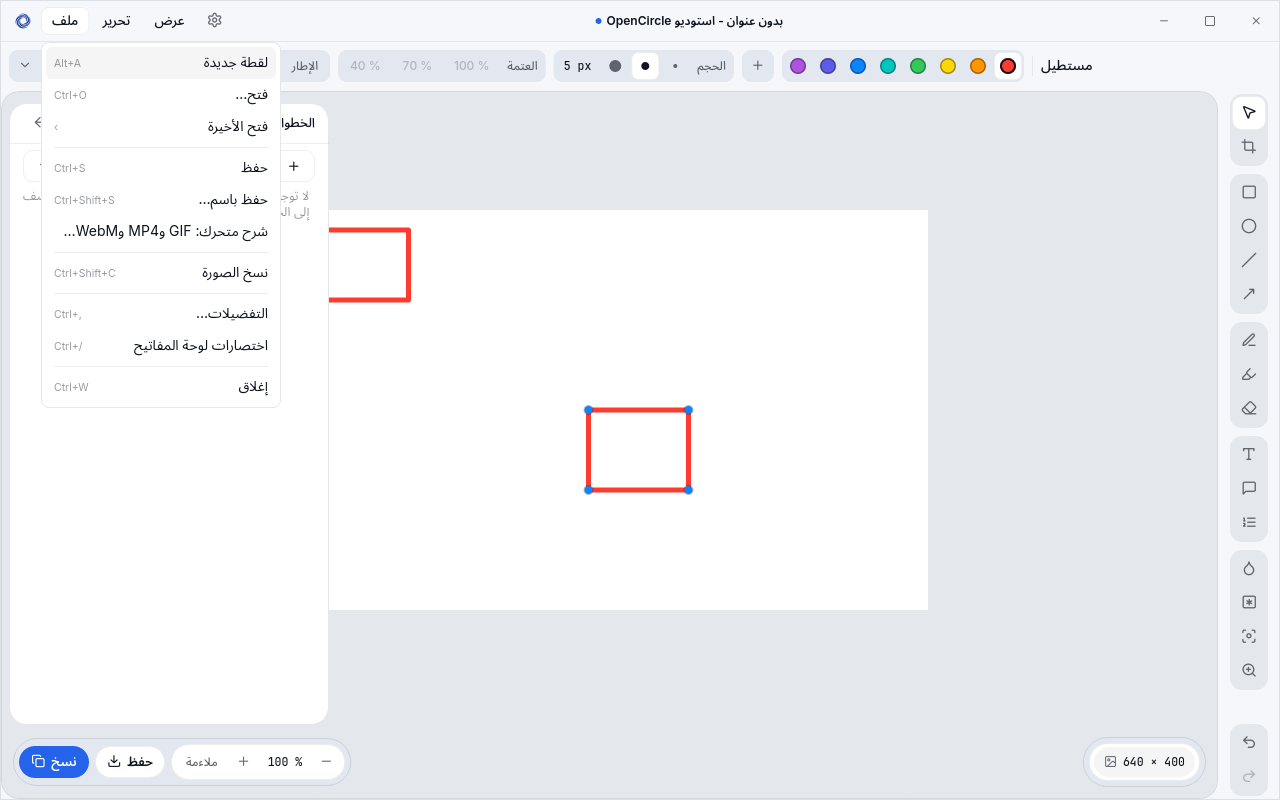 ملف
تحرير
عرض
بدون عنوان - استوديو OpenCircle
مستطيل
الحجم
5 px
العتمة
100 %
70 %
40 %
الإطار
لقطة جديدة Alt+A
فتح... Ctrl+O
فتح الأخيرة
حفظ Ctrl+S
حفظ باسم... Ctrl+Shift+S
شرح متحرك: GIF وMP4 وWebM...
نسخ الصورة Ctrl+Shift+C
التفضيلات... Ctrl+,
اختصارات لوحة المفاتيح Ctrl+/
إغلاق Ctrl+W
لا
إلى
نسخ
حفظ
ملاءمة
100 %
640 × 400